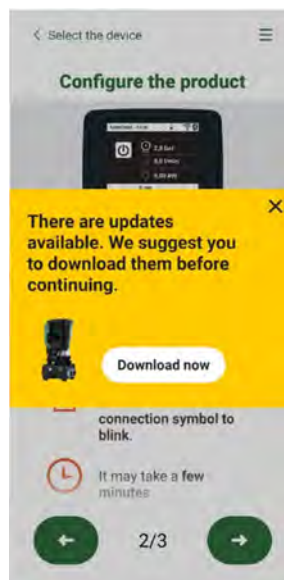 Select the device
Configure the product
There are updates
available. We suggest you
to download them before
continuing.
Download now
connection symbol to
blink.
It may take a few
minutes
2/3